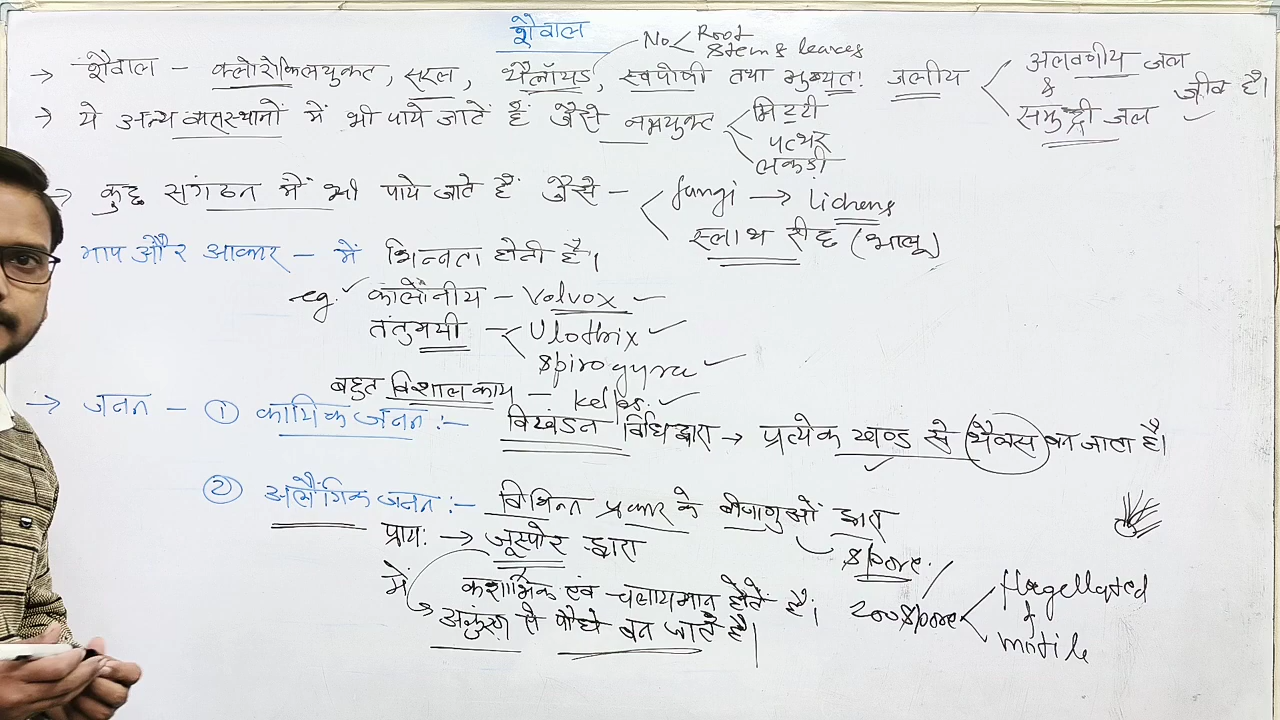 शैवाल
No < Root
Stem & leaves
→ शैवाल – क्लोरोफिलयुक्त, सरल, थैलॉयड, स्वपोषी तथा मुख्यतः जलीय < अलवणीय जल
& जीव है।
समुद्री जल
→ ये अन्य वासस्थानों में भी पाये जाते हैं जैसे नमयुक्त < मिट्टी
पत्थर
लकड़ी
→ कुछ संगठन में भी पाये जाते हैं जैसे – < fungi → lichens
स्लाथ रीछ (भालू)
माप और आकार – में भिन्नता होती है।
eg. कॉलोनीय – Volvox
तंतुमयी – < Ulothrix
Spirogyra
बहुत विशाल काय – Kelps.
→ जनन – ① कायिक जनन :– विखंडन विधि द्वारा → प्रत्येक खण्ड से थैलस बन जाता है।
② अलैंगिक जनन :– विभिन्न प्रकार के बीजाणुओं द्वारा
spore.
प्रायः → जूस्पोर द्वारा
में कशाभिक एवं चलायमान होते हैं।
zoospore < flagellated
&
motile
→ अंकुरण से पौधे बन जाते हैं।